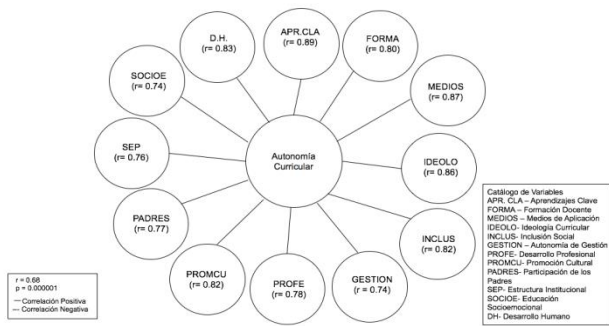 APR.CLA
(r= 0.89)
FORMA
(r= 0.80)
MEDIOS
(r= 0.87)
IDEOLO
(r= 0.86)
INCLUS
(r= 0.82)
GESTION
(r= 0.74)
PROFE
(r= 0.78)
PROMCU
(r= 0.82)
PADRES
(r= 0.77)
SEP
(r= 0.76)
SOCIOE
(r= 0.74)
D.H.
(r= 0.83)
Autonomía
Curricular
r = 0.68
p = 0.000001
— Correlación Positiva
--- Correlación Negativa
Catálogo de Variables
APR. CLA – Aprendizajes Clave
FORMA – Formación Docente
MEDIOS – Medios de Aplicación
IDEOLO- Ideología Curricular
INCLUS- Inclusión Social
GESTION – Autonomía de Gestión
PROFE- Desarrollo Profesional
PROMCU- Promoción Cultural
PADRES- Participación de los
Padres
SEP- Estructura Institucional
SOCIOE- Educación
Socioemocional
DH- Desarrollo Humano